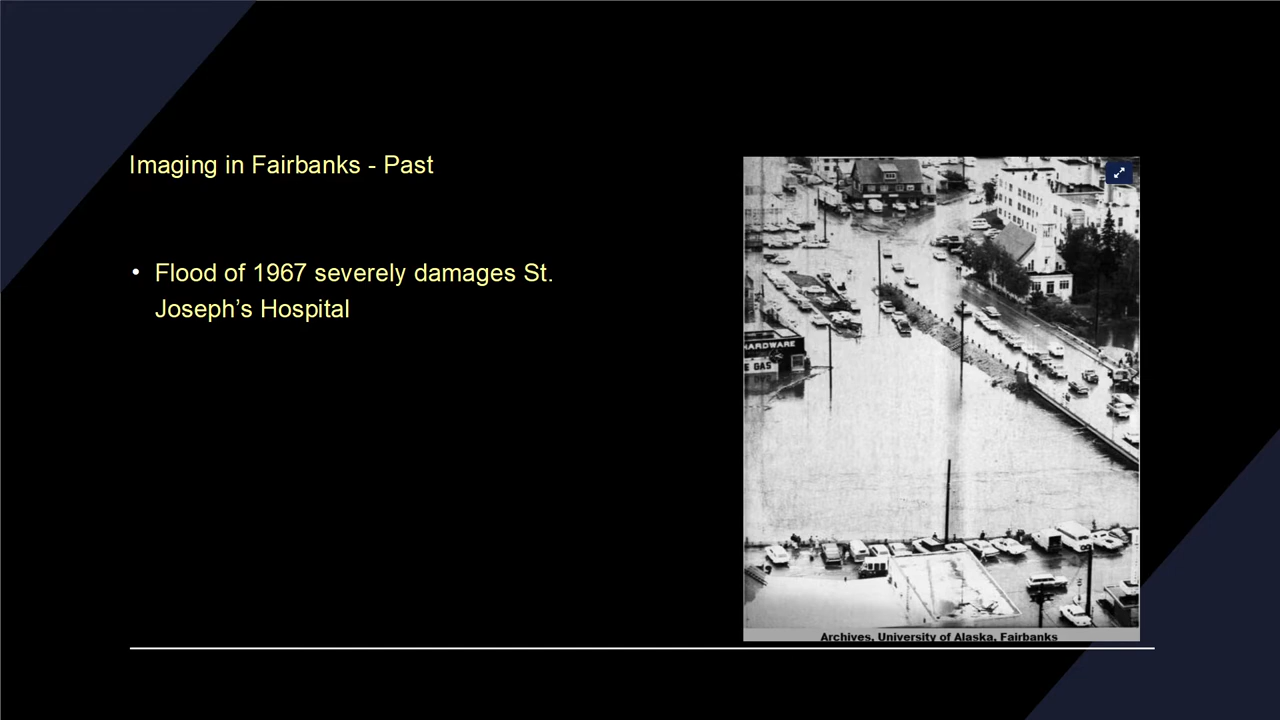 Imaging in Fairbanks - Past
• Flood of 1967 severely damages St.
Joseph’s Hospital
HARDWARE
E GAS
Archives, University of Alaska, Fairbanks